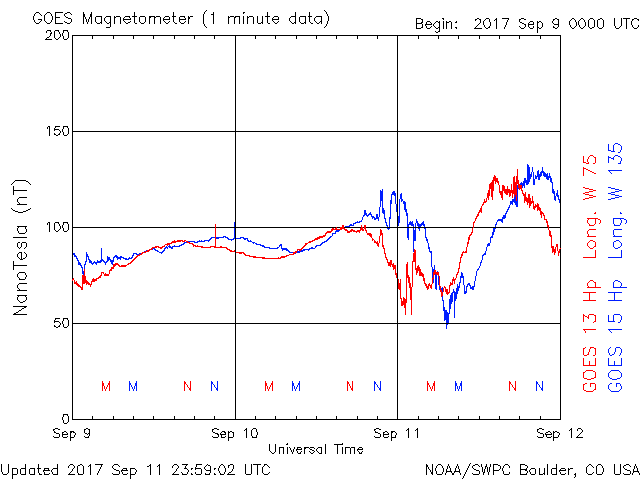 GOES Magnetometer (1 minute data)
Begin: 2017 Sep 9 0000 UTC
200
150
100
50
0
NanoTesla (nT)
M M N N M M N N M M N N
Sep 9 Sep 10 Sep 11 Sep 12
Universal Time
GOES 13 Hp Long. W 75
GOES 15 Hp Long. W 135
Updated 2017 Sep 11 23:59:02 UTC
NOAA/SWPC Boulder, CO USA